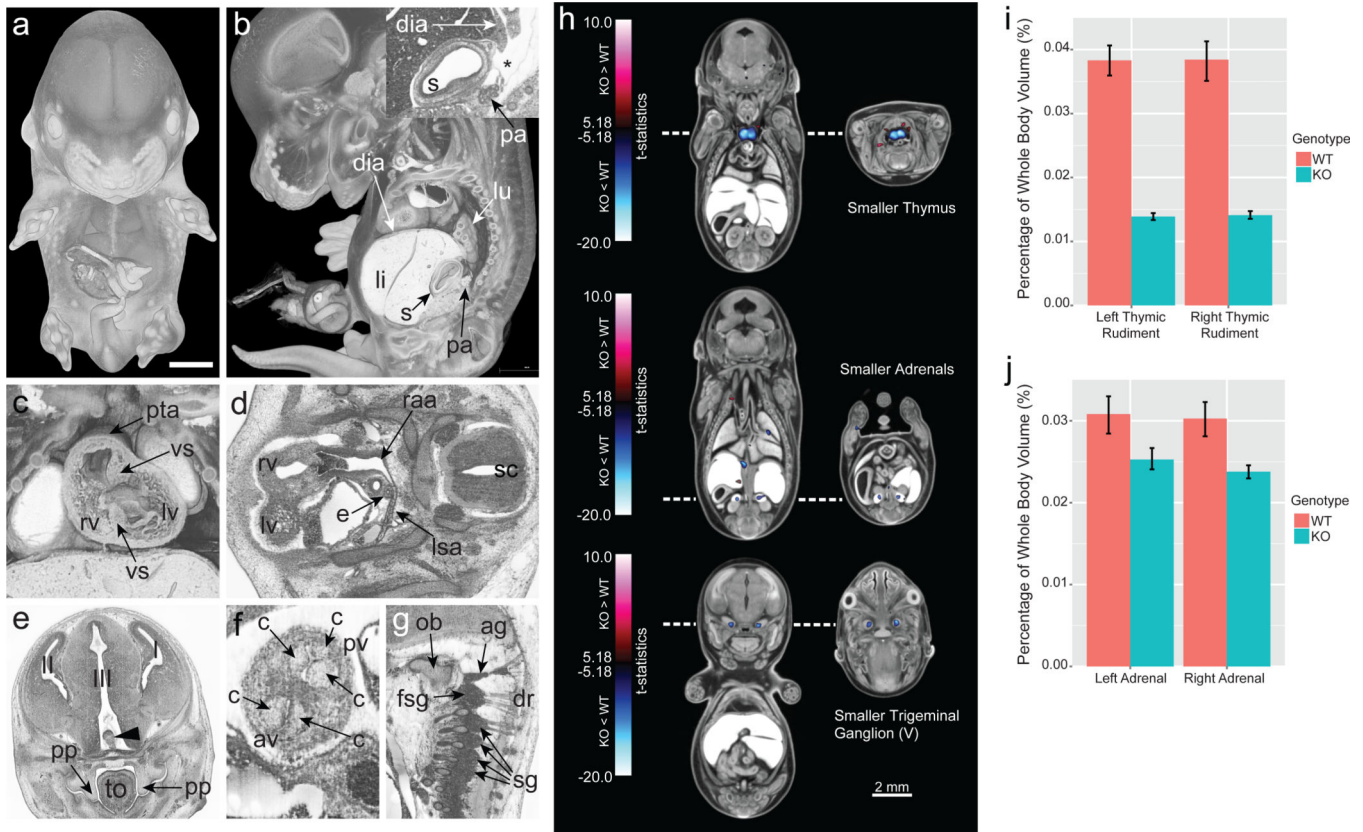 a
b
dia
s
*
pa
dia
lu
li
s
pa
c
pta
vs
rv
lv
vs
d
raa
rv
sc
lv
e
lsa
e
II
I
III
pp
to
pp
f
c
c
pv
c
c
av
c
g
ob
ag
fsg
dr
sg
h
10.0
KO > WT
5.18
-5.18
t-statistics
KO < WT
-20.0
Smaller Thymus
10.0
KO > WT
5.18
-5.18
t-statistics
KO < WT
-20.0
Smaller Adrenals
10.0
KO > WT
5.18
-5.18
t-statistics
KO < WT
-20.0
Smaller Trigeminal
Ganglion (V)
2 mm
i
Percentage of Whole Body Volume (%)
0.04
0.03
0.02
0.01
0.00
Left Thymic
Rudiment
Right Thymic
Rudiment
Genotype
WT
KO
j
Percentage of Whole Body Volume (%)
0.03
0.02
0.01
0.00
Left Adrenal
Right Adrenal
Genotype
WT
KO